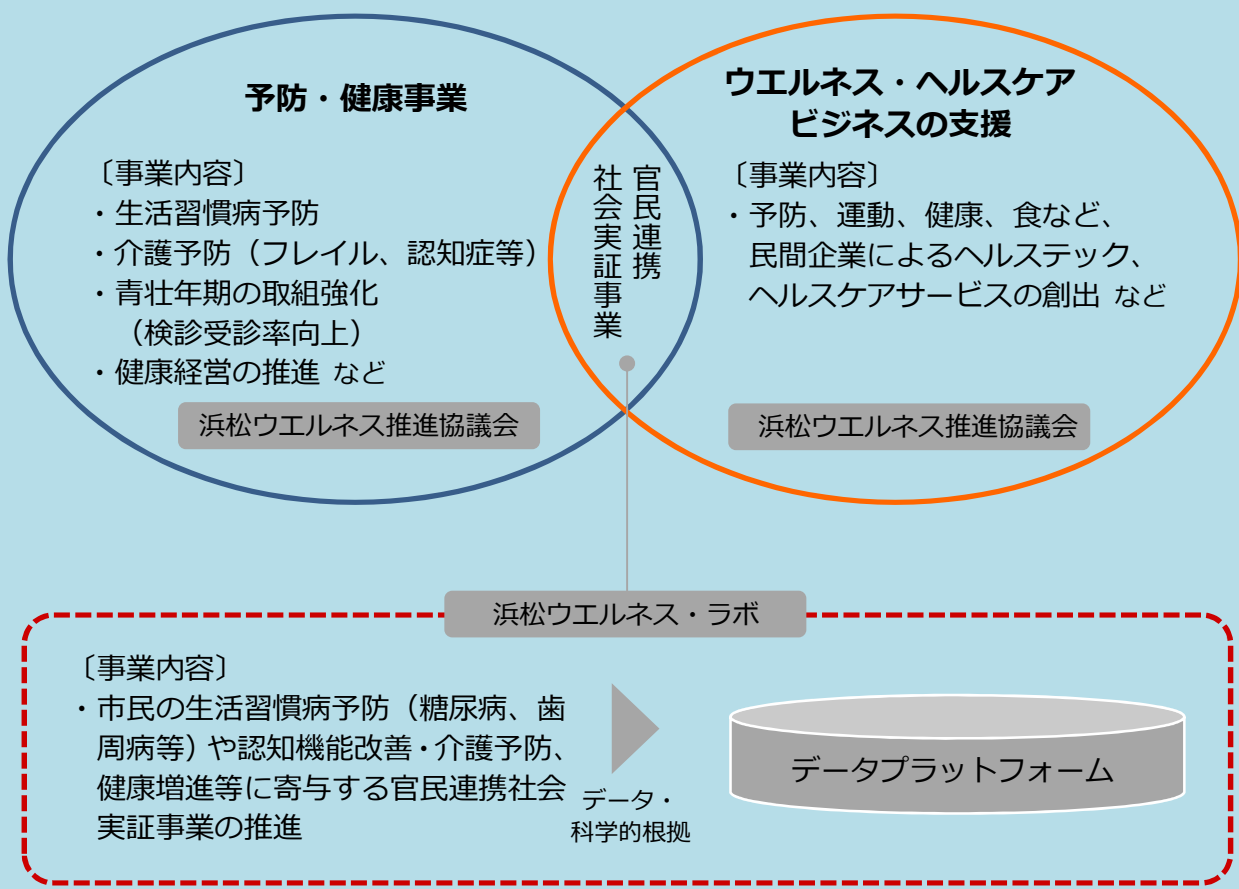 予防・健康事業
〔事業内容〕
・生活習慣病予防
・介護予防（フレイル、認知症等）
・青壮年期の取組強化
（検診受診率向上）
・健康経営の推進 など
浜松ウエルネス推進協議会
官民連携
社会実証事業
ウエルネス・ヘルスケア
ビジネスの支援
〔事業内容〕
・予防、運動、健康、食など、
民間企業によるヘルステック、
ヘルスケアサービスの創出 など
浜松ウエルネス推進協議会
浜松ウエルネス・ラボ
〔事業内容〕
・市民の生活習慣病予防（糖尿病、歯
周病等）や認知機能改善・介護予防、
健康増進等に寄与する官民連携社会
実証事業の推進
データ・
科学的根拠
データプラットフォーム